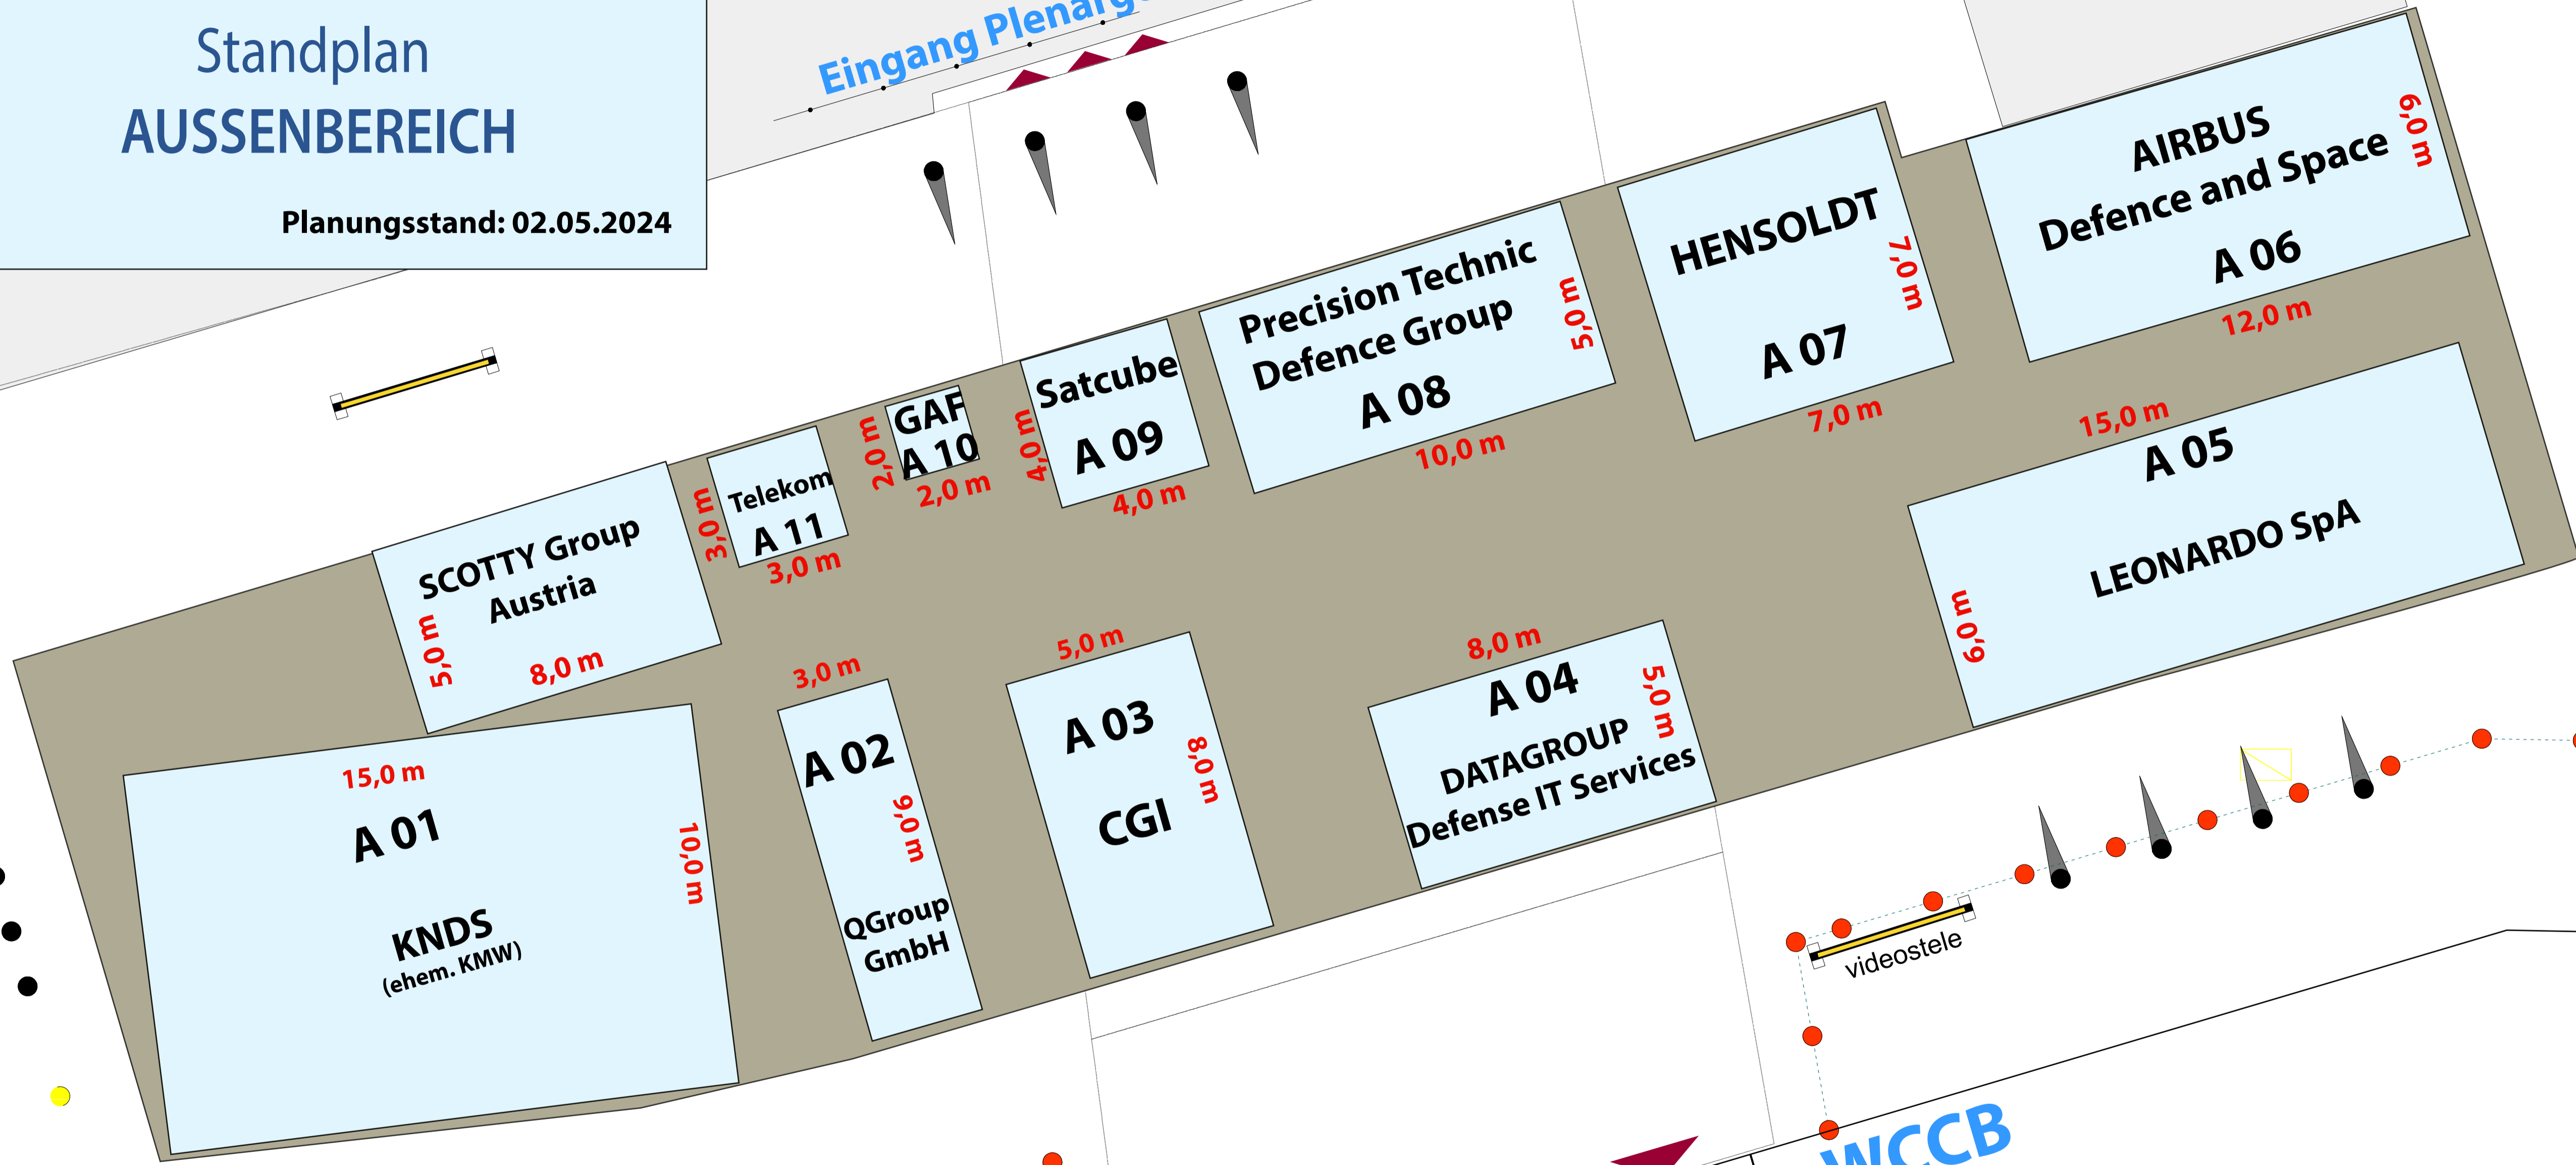 Standplan
AUSSENBEREICH
Planungsstand: 02.05.2024
Eingang
AIRBUS
Defence and Space
A 06
6,0 m
12,0 m
HENSOLDT
A 07
7,0 m
7,0 m
Precision Technic
Defence Group
A 08
5,0 m
10,0 m
Satcube
A 09
4,0 m
4,0 m
GAF
A 10
2,0 m
2,0 m
Telekom
A 11
3,0 m
3,0 m
SCOTTY Group
Austria
5,0 m
8,0 m
15,0 m
A 01
10,0 m
KNDS
(ehem. KMW)
3,0 m
A 02
9,0 m
QGroup
GmbH
5,0 m
A 03
8,0 m
CGI
8,0 m
A 04
5,0 m
DATAGROUP
Defense IT Services
15,0 m
A 05
LEONARDO SpA
6,0 m
videostele
WCCB